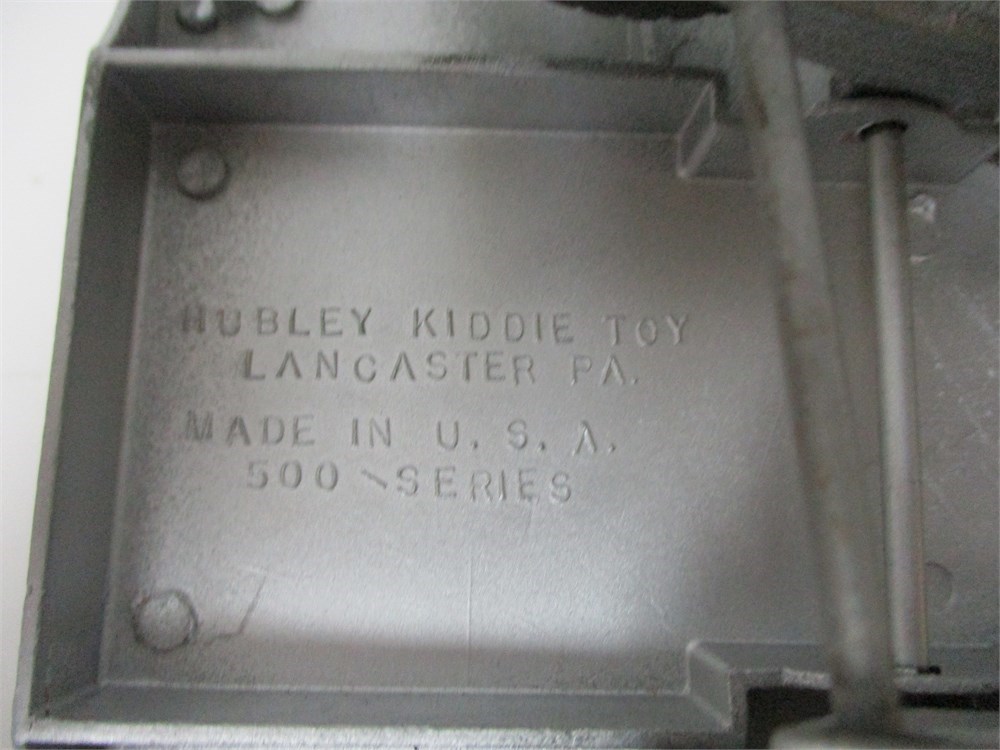 HUBLEY KIDDIE TOY
LANCASTER PA.
MADE IN U. S. A.
500-SERIES